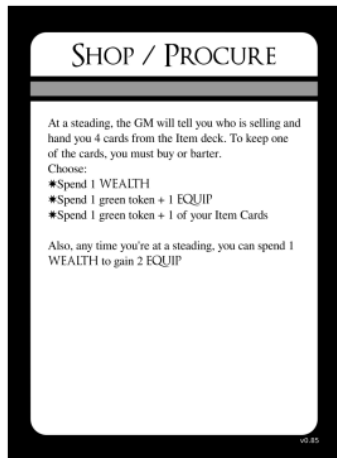 SHOP / PROCURE
At a steading, the GM will tell you who is selling and
hand you 4 cards from the Item deck. To keep one
of the cards, you must buy or barter.
Choose:
✷Spend 1 WEALTH
✷Spend 1 green token + 1 EQUIP
✷Spend 1 green token + 1 of your Item Cards
Also, any time you're at a steading, you can spend 1
WEALTH to gain 2 EQUIP
v0.85